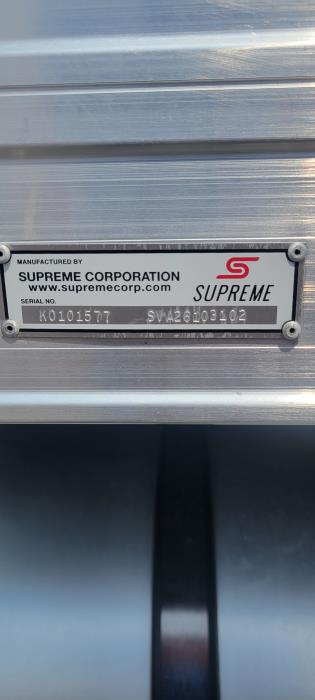 MANUFACTURED BY
SUPREME CORPORATION
www.supremecorp.com
SUPREME
SERIAL NO.
K0101577 SVA26103102